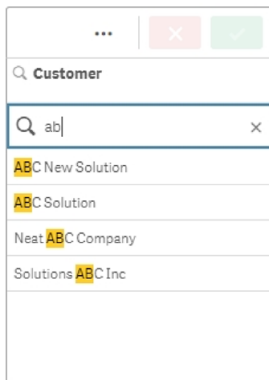 Customer
ab
ABC New Solution
ABC Solution
Neat ABC Company
Solutions ABC Inc